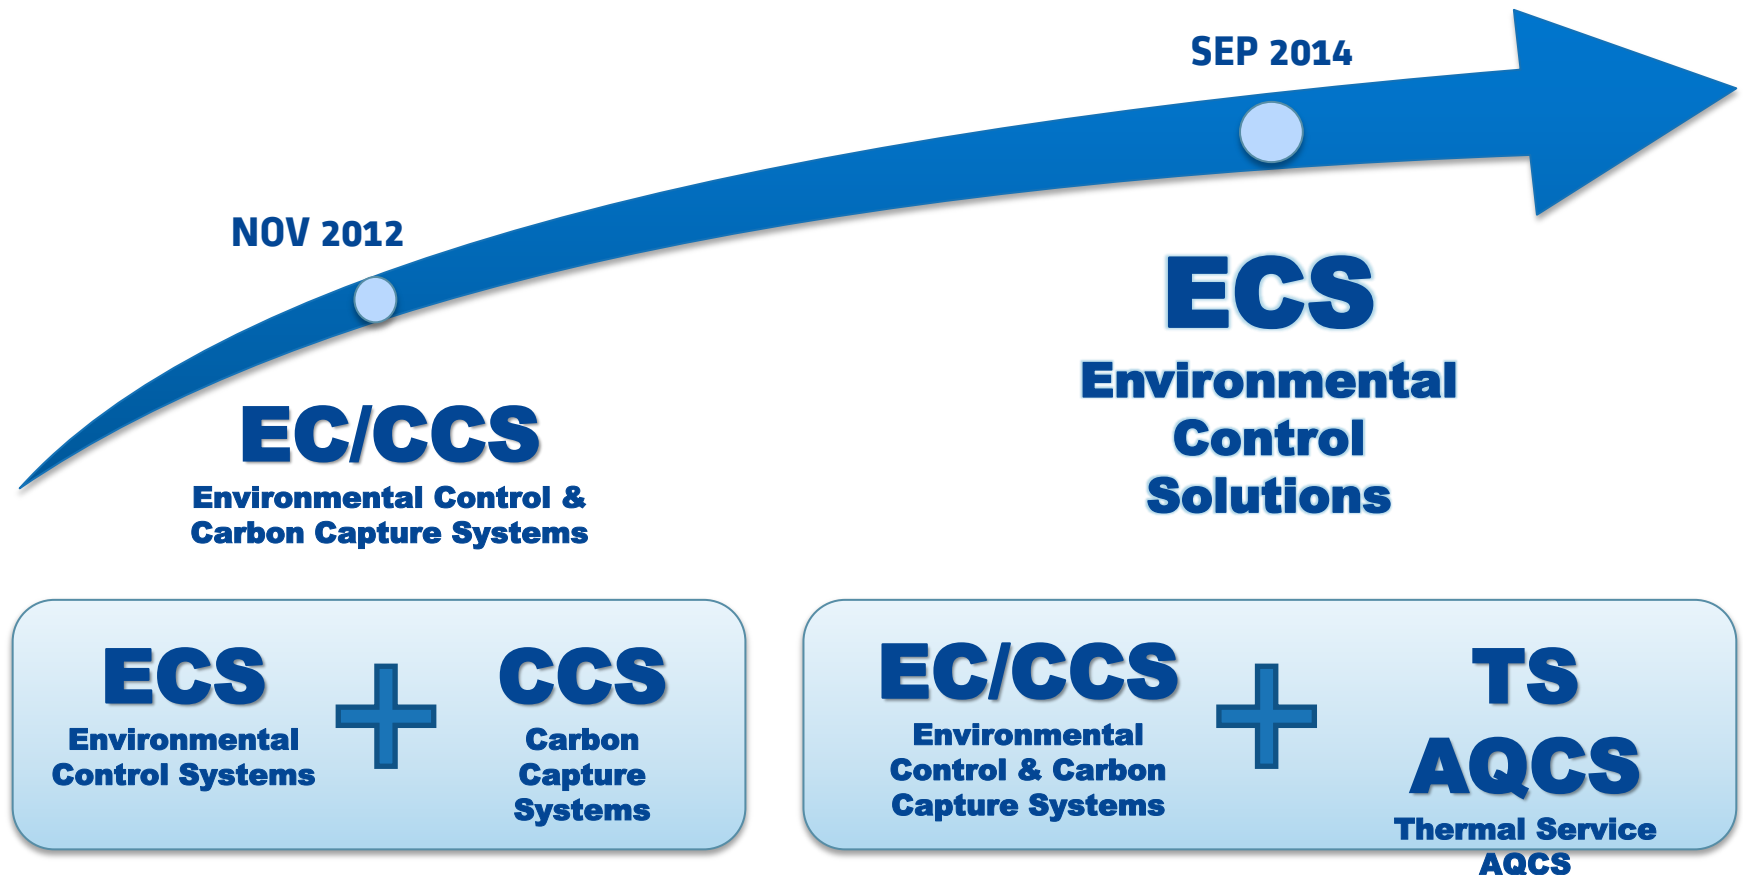 SEP 2014
NOV 2012
ECS
Environmental
Control
Solutions
EC/CCS
Environmental Control &
Carbon Capture Systems
ECS
Environmental
Control Systems
CCS
Carbon
Capture
Systems
EC/CCS
Environmental
Control & Carbon
Capture Systems
TS
AQCS
Thermal Service
AQCS